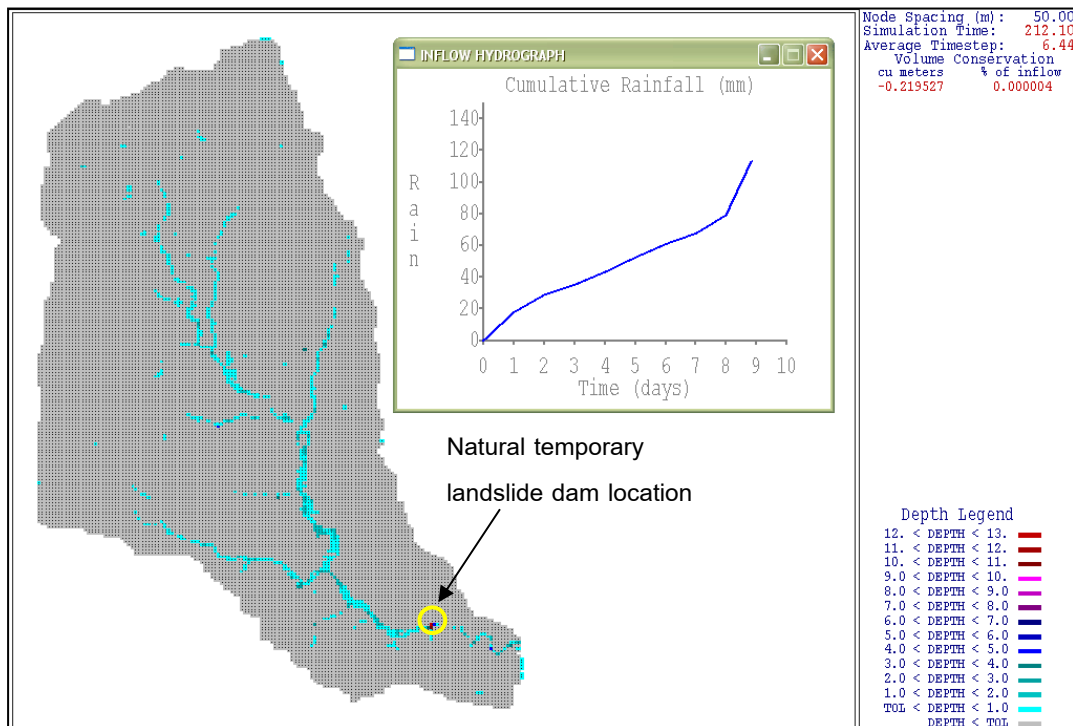 Node Spacing (m): 50.00
Simulation Time: 212.10
Average Timestep: 6.44
Volume Conservation
cu meters % of inflow
-0.219527 0.000004
INFLOW HYDROGRAPH
Cumulative Rainfall (mm)
140
120
100
80
60
40
20
0
Rain
0 1 2 3 4 5 6 7 8 9 10
Time (days)
Natural temporary
landslide dam location
Depth Legend
12. < DEPTH < 13.
11. < DEPTH < 12.
10. < DEPTH < 11.
9.0 < DEPTH < 10.
8.0 < DEPTH < 9.0
7.0 < DEPTH < 8.0
6.0 < DEPTH < 7.0
5.0 < DEPTH < 6.0
4.0 < DEPTH < 5.0
3.0 < DEPTH < 4.0
2.0 < DEPTH < 3.0
1.0 < DEPTH < 2.0
TOL < DEPTH < 1.0
DEPTH < TOL